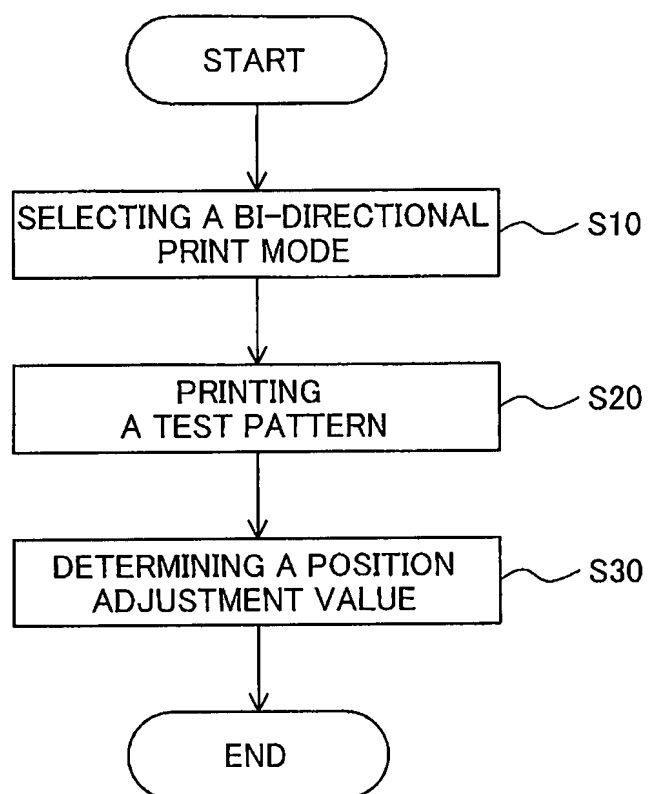 START
SELECTING A BI-DIRECTIONAL
PRINT MODE
S10
PRINTING
A TEST PATTERN
S20
DETERMINING A POSITION
ADJUSTMENT VALUE
S30
END